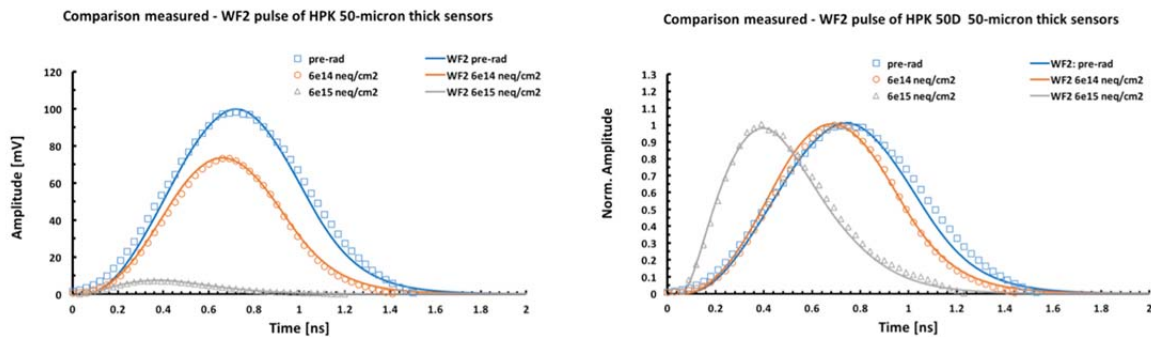 Comparison measured - WF2 pulse of HPK 50-micron thick sensors
pre-rad
WF2 pre-rad
6e14 neq/cm2
WF2 6e14 neq/cm2
6e15 neq/cm2
WF2 6e15 neq/cm2
Amplitude [mV]
120
100
80
60
40
20
0
0 0.2 0.4 0.6 0.8 1 1.2 1.4 1.6 1.8 2
Time [ns]
Comparison measured - WF2 pulse of HPK 50D 50-micron thick sensors
pre-rad
WF2: pre-rad
6e14 neq/cm2
WF2 6e14 neq/cm2
6e15 neq/cm2
WF2 6e15 neq/cm2
Norm. Amplitude
1.3
1.2
1.1
1
0.9
0.8
0.7
0.6
0.5
0.4
0.3
0.2
0.1
0
0 0.2 0.4 0.6 0.8 1 1.2 1.4 1.6 1.8 2
Time [ns]